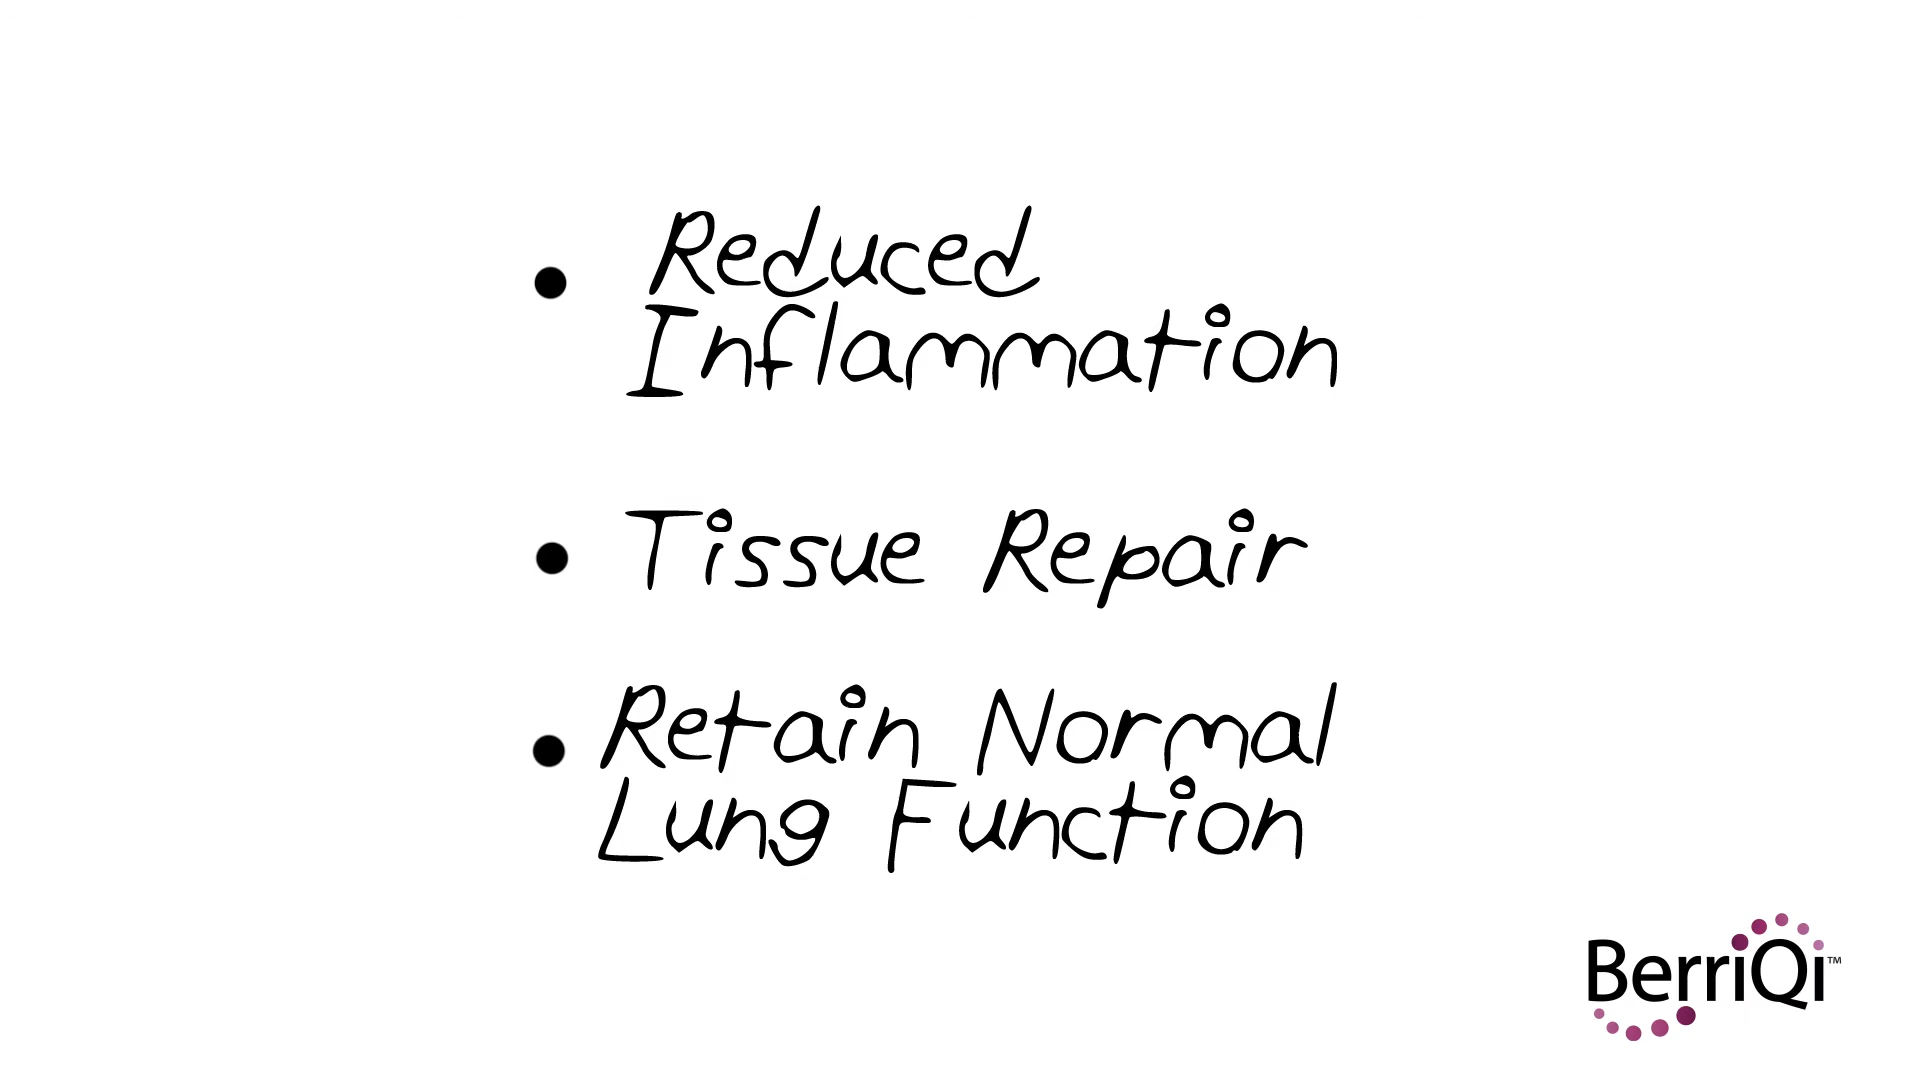 • Reduced
Inflammation
• Tissue Repair
• Retain Normal
Lung Function
BerriQi™